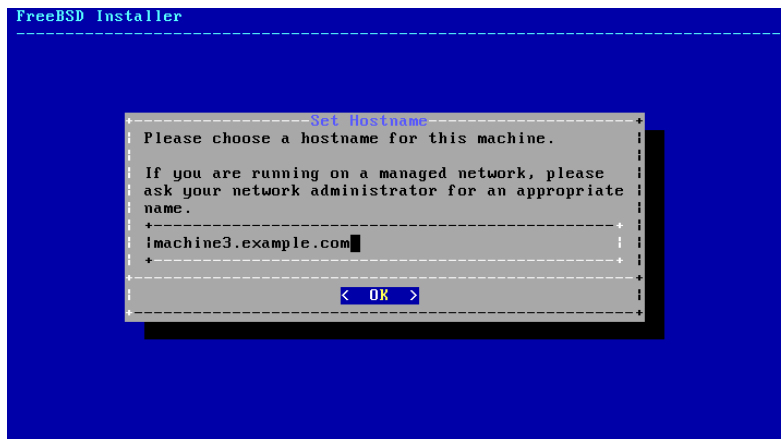 FreeBSD Installer
Set Hostname
Please choose a hostname for this machine.
If you are running on a managed network, please
ask your network administrator for an appropriate
name.
machine3.example.com
< OK >